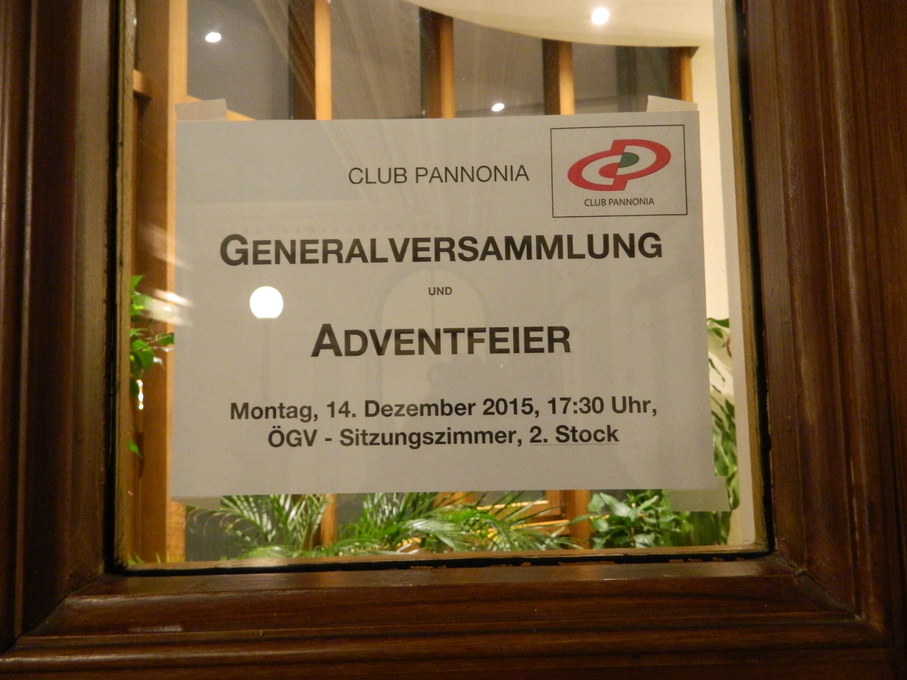 CLUB PANNONIA
CLUB PANNONIA
GENERALVERSAMMLUNG
UND
ADVENTFEIER
Montag, 14. Dezember 2015, 17:30 Uhr,
ÖGV - Sitzungszimmer, 2. Stock